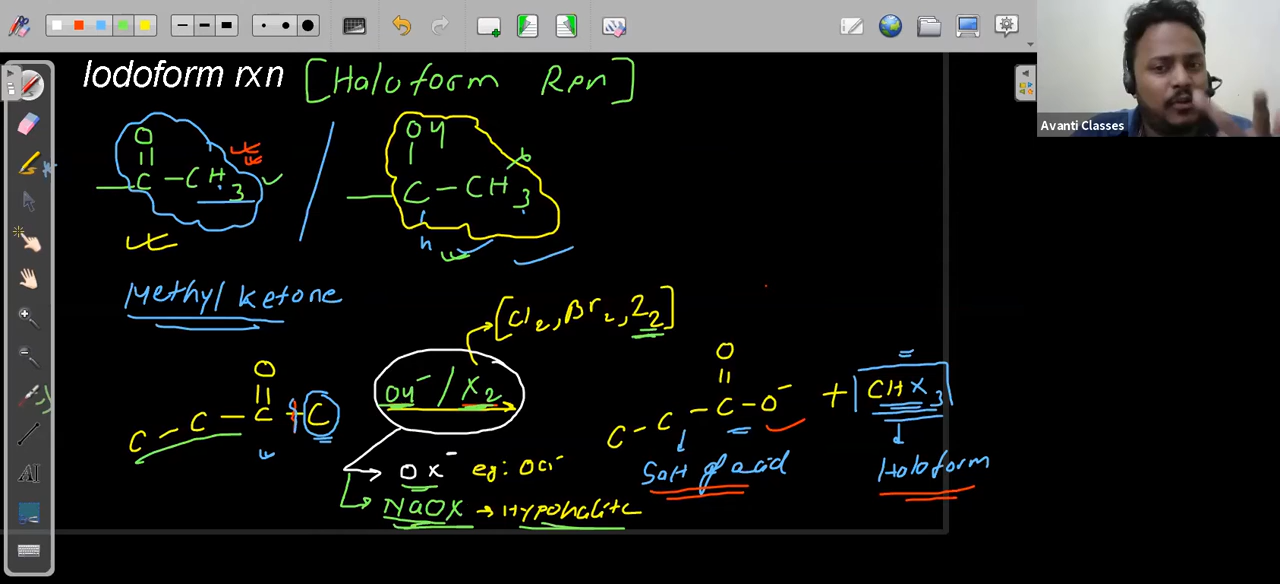 Iodoform rxn [Haloform Rxn]
O
C - CH3
OH
C - CH3
H
Methyl ketone
[Cl2, Br2, I2]
O
C - C - C - C
OH⁻ / X2
O
C - C - C - O⁻ + CHX3
OX⁻ eg: OCl⁻
NaOX → Hypohalite
Salt of acid
Haloform
Avanti Classes
AI